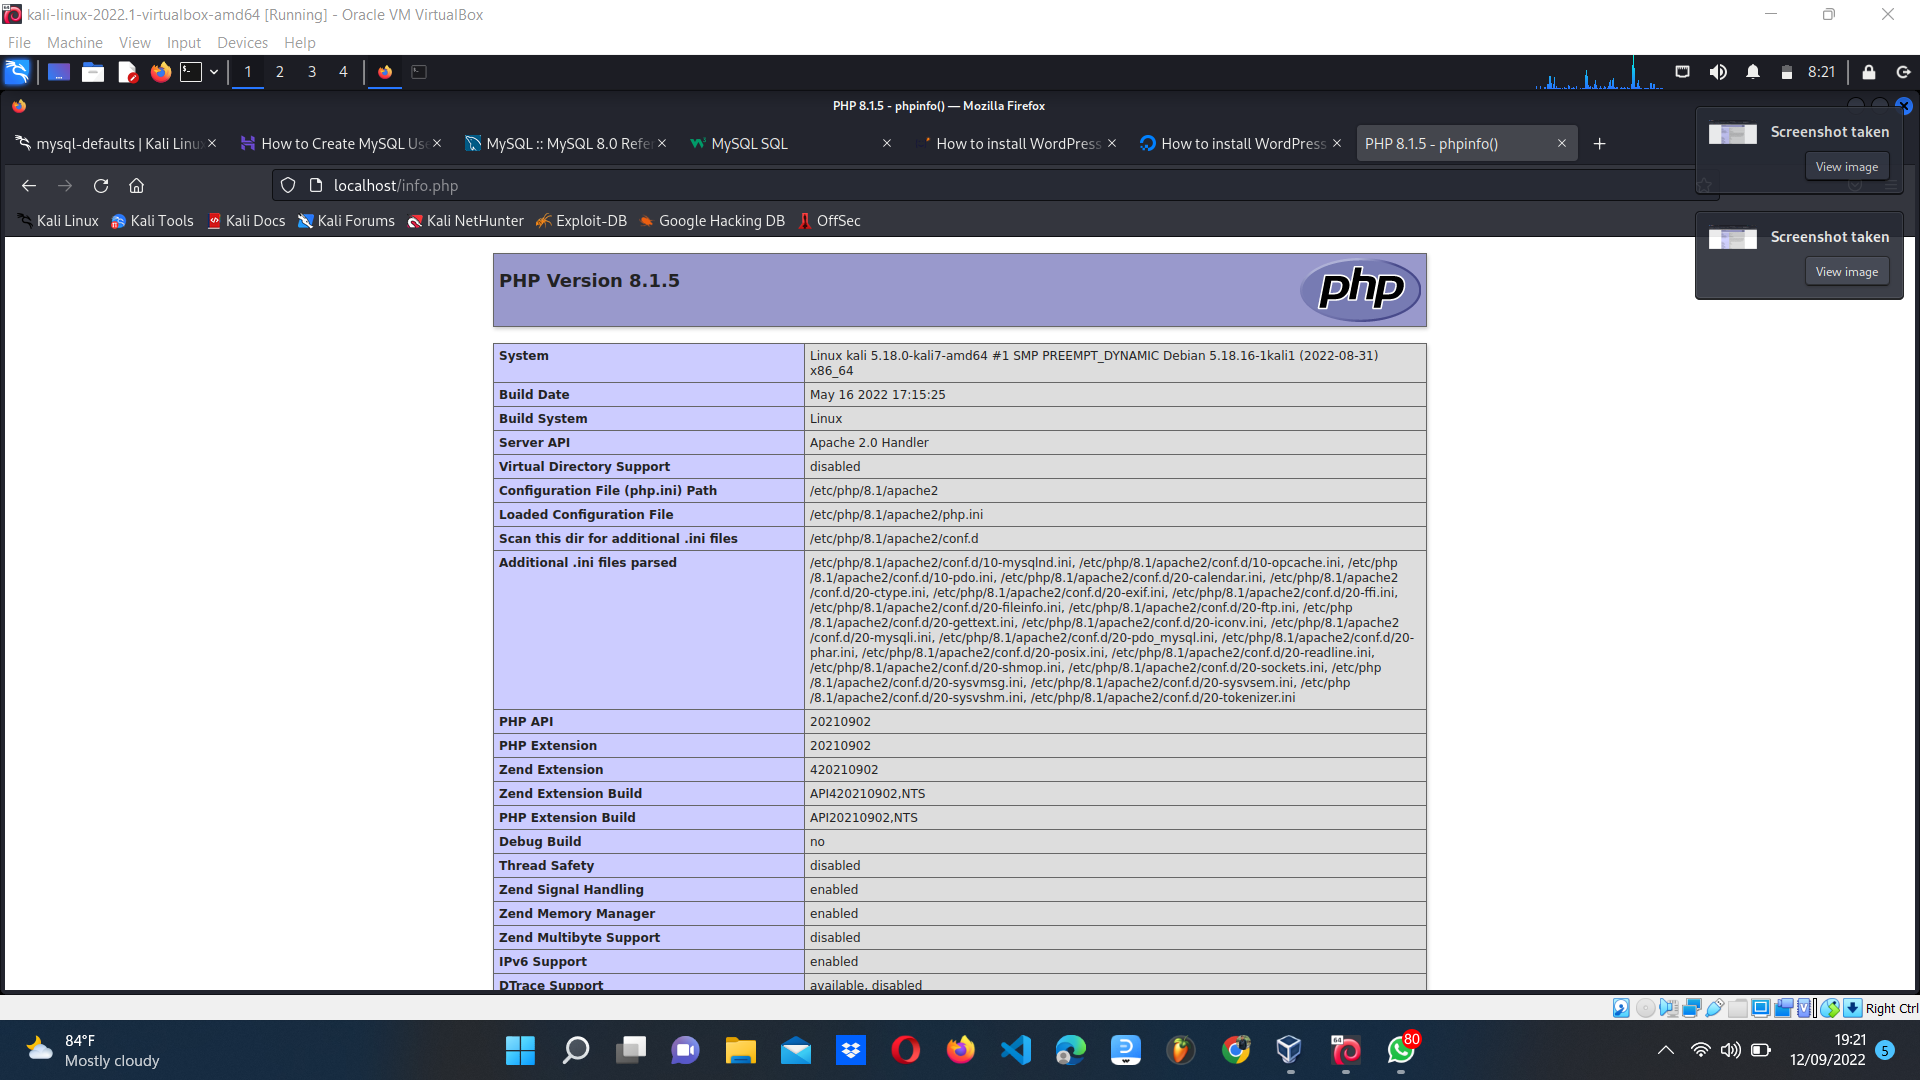 kali-linux-2022.1-virtualbox-amd64 [Running] - Oracle VM VirtualBox
File Machine View Input Devices Help
1 2 3 4 8:21
PHP 8.1.5 - phpinfo() — Mozilla Firefox
mysql-defaults | Kali Linux How to Create MySQL Use MySQL :: MySQL 8.0 Refer MySQL SQL How to install WordPress How to install WordPress PHP 8.1.5 - phpinfo()
Screenshot taken
View image
localhost/info.php
Kali Linux Kali Tools Kali Docs Kali Forums Kali NetHunter Exploit-DB Google Hacking DB OffSec
Screenshot taken
View image
PHP Version 8.1.5
php
System Linux kali 5.18.0-kali7-amd64 #1 SMP PREEMPT_DYNAMIC Debian 5.18.16-1kali1 (2022-08-31)
x86_64
Build Date May 16 2022 17:15:25
Build System Linux
Server API Apache 2.0 Handler
Virtual Directory Support disabled
Configuration File (php.ini) Path /etc/php/8.1/apache2
Loaded Configuration File /etc/php/8.1/apache2/php.ini
Scan this dir for additional .ini files /etc/php/8.1/apache2/conf.d
Additional .ini files parsed /etc/php/8.1/apache2/conf.d/10-mysqlnd.ini, /etc/php/8.1/apache2/conf.d/10-opcache.ini, /etc/php
/8.1/apache2/conf.d/10-pdo.ini, /etc/php/8.1/apache2/conf.d/20-calendar.ini, /etc/php/8.1/apache2
/conf.d/20-ctype.ini, /etc/php/8.1/apache2/conf.d/20-exif.ini, /etc/php/8.1/apache2/conf.d/20-ffi.ini,
/etc/php/8.1/apache2/conf.d/20-fileinfo.ini, /etc/php/8.1/apache2/conf.d/20-ftp.ini, /etc/php
/8.1/apache2/conf.d/20-gettext.ini, /etc/php/8.1/apache2/conf.d/20-iconv.ini, /etc/php/8.1/apache2
/conf.d/20-mysqli.ini, /etc/php/8.1/apache2/conf.d/20-pdo_mysql.ini, /etc/php/8.1/apache2/conf.d/20-
phar.ini, /etc/php/8.1/apache2/conf.d/20-posix.ini, /etc/php/8.1/apache2/conf.d/20-readline.ini,
/etc/php/8.1/apache2/conf.d/20-shmop.ini, /etc/php/8.1/apache2/conf.d/20-sockets.ini, /etc/php
/8.1/apache2/conf.d/20-sysvmsg.ini, /etc/php/8.1/apache2/conf.d/20-sysvsem.ini, /etc/php
/8.1/apache2/conf.d/20-sysvshm.ini, /etc/php/8.1/apache2/conf.d/20-tokenizer.ini
PHP API 20210902
PHP Extension 20210902
Zend Extension 420210902
Zend Extension Build API420210902,NTS
PHP Extension Build API20210902,NTS
Debug Build no
Thread Safety disabled
Zend Signal Handling enabled
Zend Memory Manager enabled
Zend Multibyte Support disabled
IPv6 Support enabled
DTrace Support available, disabled
Right Ctrl
84°F
Mostly cloudy
64
80
19:21
12/09/2022
5